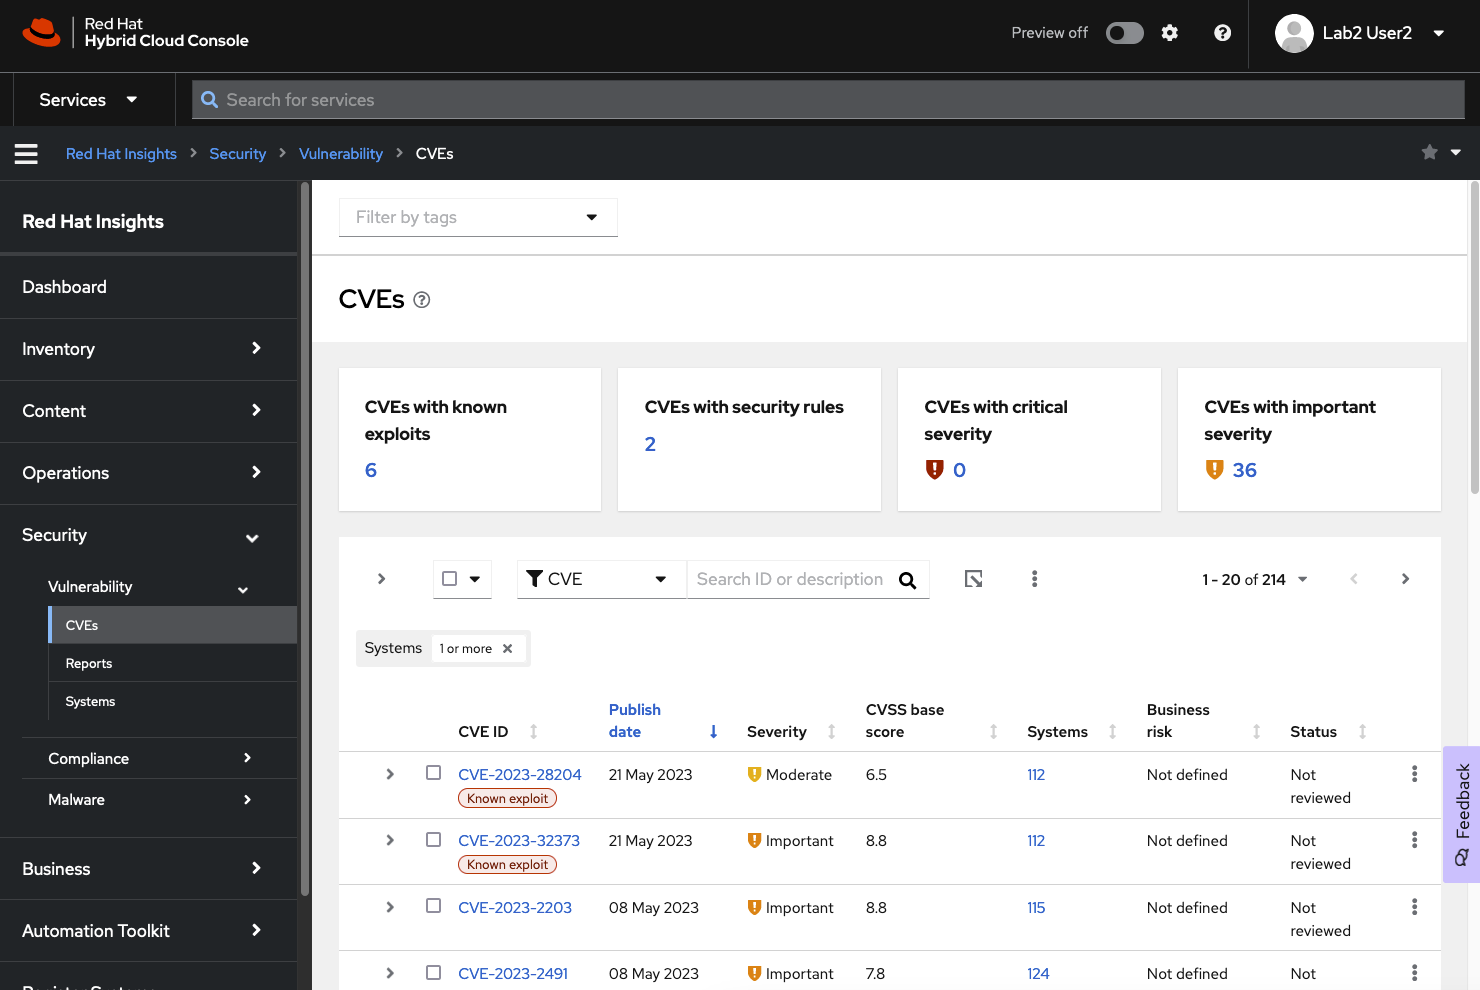 Red Hat
Hybrid Cloud Console
Preview off
Lab2 User2
Services
Search for services
Red Hat Insights > Security > Vulnerability > CVEs
Red Hat Insights
Dashboard
Inventory
Content
Operations
Security
Vulnerability
CVEs
Reports
Systems
Compliance
Malware
Business
Automation Toolkit
Filter by tags
CVEs
CVEs with known
exploits
6
CVEs with security rules
2
CVEs with critical
severity
0
CVEs with important
severity
36
CVE
Search ID or description
1 - 20 of 214
Systems 1 or more
CVE ID Publish date Severity CVSS base score Systems Business risk Status
CVE-2023-28204 21 May 2023 Moderate 6.5 112 Not defined Not reviewed
Known exploit
CVE-2023-32373 21 May 2023 Important 8.8 112 Not defined Not reviewed
Known exploit
CVE-2023-2203 08 May 2023 Important 8.8 115 Not defined Not reviewed
CVE-2023-2491 08 May 2023 Important 7.8 124 Not defined Not
Feedback